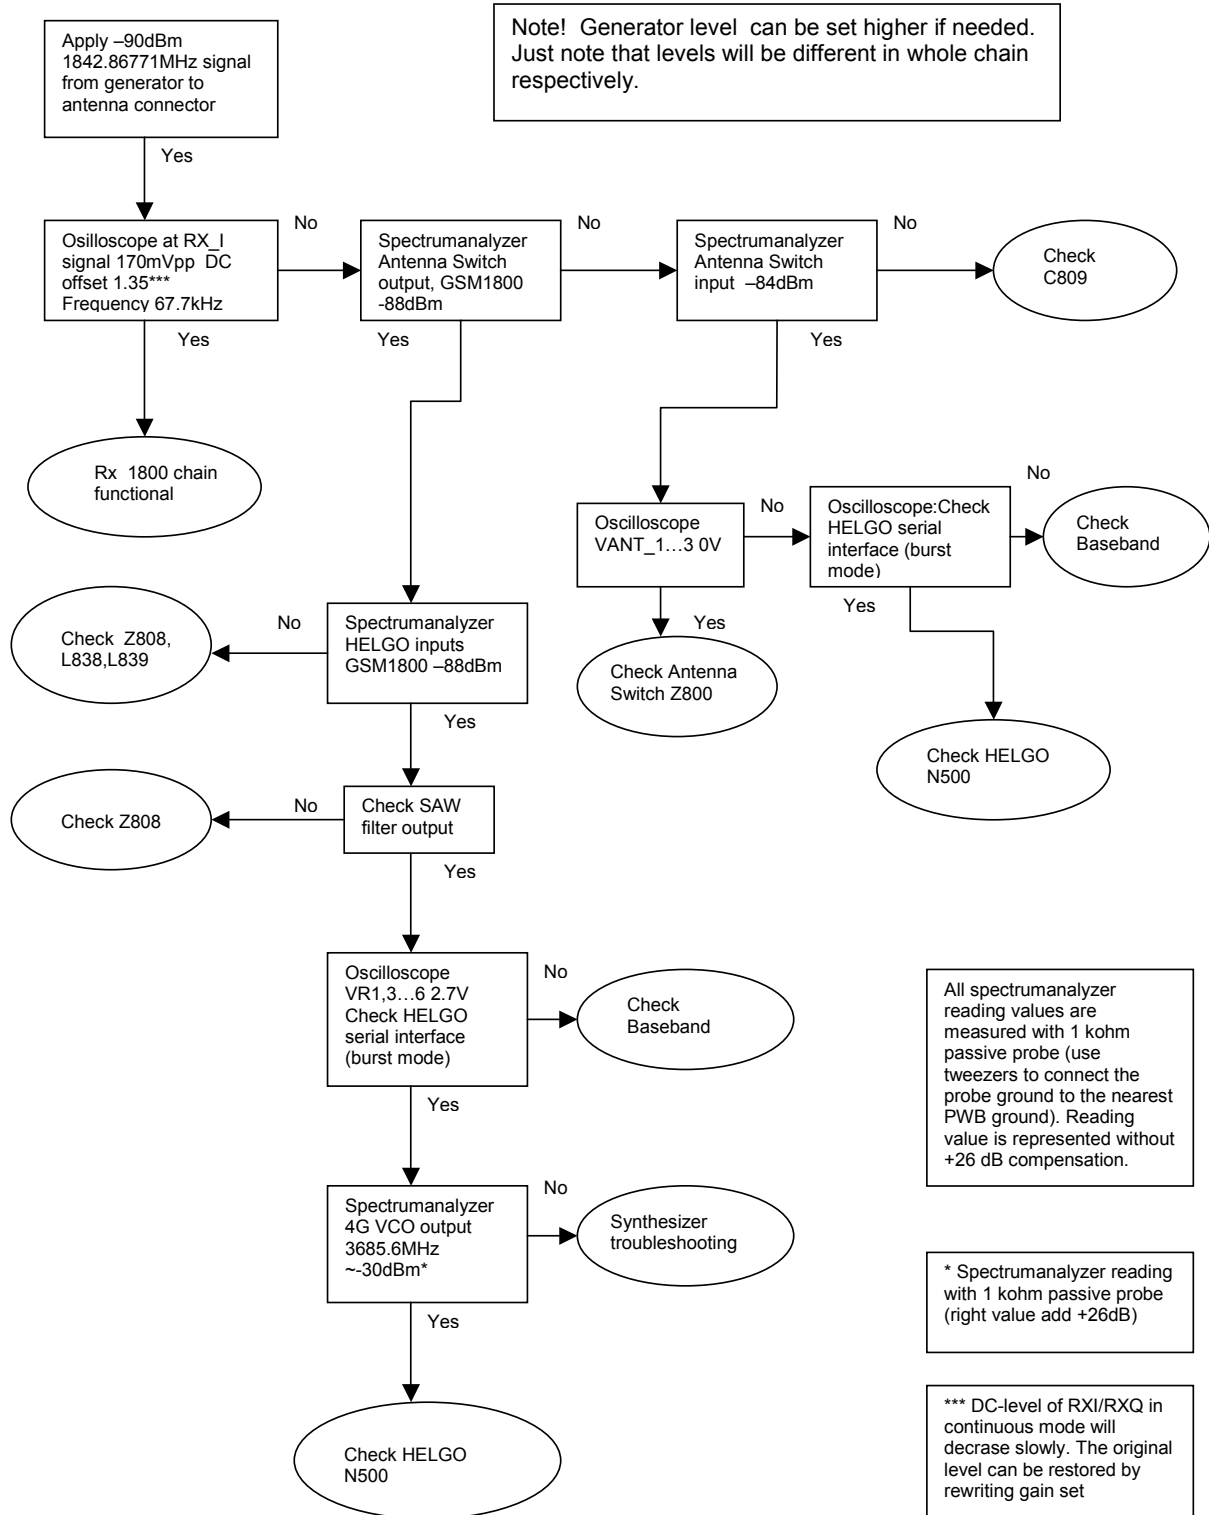 Apply –90dBm
1842.86771MHz signal
from generator to
antenna connector
Note! Generator level can be set higher if needed.
Just note that levels will be different in whole chain
respectively.
Yes
Osilloscope at RX_I
signal 170mVpp DC
offset 1.35***
Frequency 67.7kHz
No
Spectrumanalyzer
Antenna Switch
output, GSM1800
-88dBm
No
Spectrumanalyzer
Antenna Switch
input –84dBm
No
Check
C809
Yes
Yes
Yes
Rx 1800 chain
functional
Oscilloscope
VANT_1…3 0V
No
Oscilloscope:Check
HELGO serial
interface (burst
mode)
No
Check
Baseband
Yes
Yes
Check Antenna
Switch Z800
Check HELGO
N500
Spectrumanalyzer
HELGO inputs
GSM1800 –88dBm
No
Check Z808,
L838,L839
Yes
Check SAW
filter output
No
Check Z808
Yes
Oscilloscope
VR1,3…6 2.7V
Check HELGO
serial interface
(burst mode)
No
Check
Baseband
Yes
Spectrumanalyzer
4G VCO output
3685.6MHz
~-30dBm*
No
Synthesizer
troubleshooting
Yes
Check HELGO
N500
All spectrumanalyzer
reading values are
measured with 1 kohm
passive probe (use
tweezers to connect the
probe ground to the nearest
PWB ground). Reading
value is represented without
+26 dB compensation.
* Spectrumanalyzer reading
with 1 kohm passive probe
(right value add +26dB)
*** DC-level of RXI/RXQ in
continuous mode will
decrase slowly. The original
level can be restored by
rewriting gain set